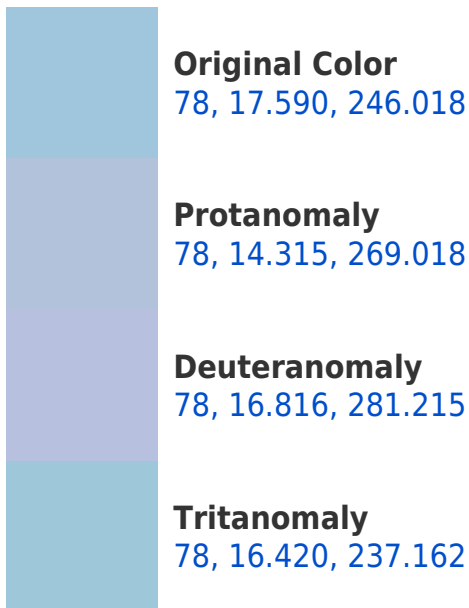 Original Color
78, 17.590, 246.018
Protanomaly
78, 14.315, 269.018
Deuteranomaly
78, 16.816, 281.215
Tritanomaly
78, 16.420, 237.162